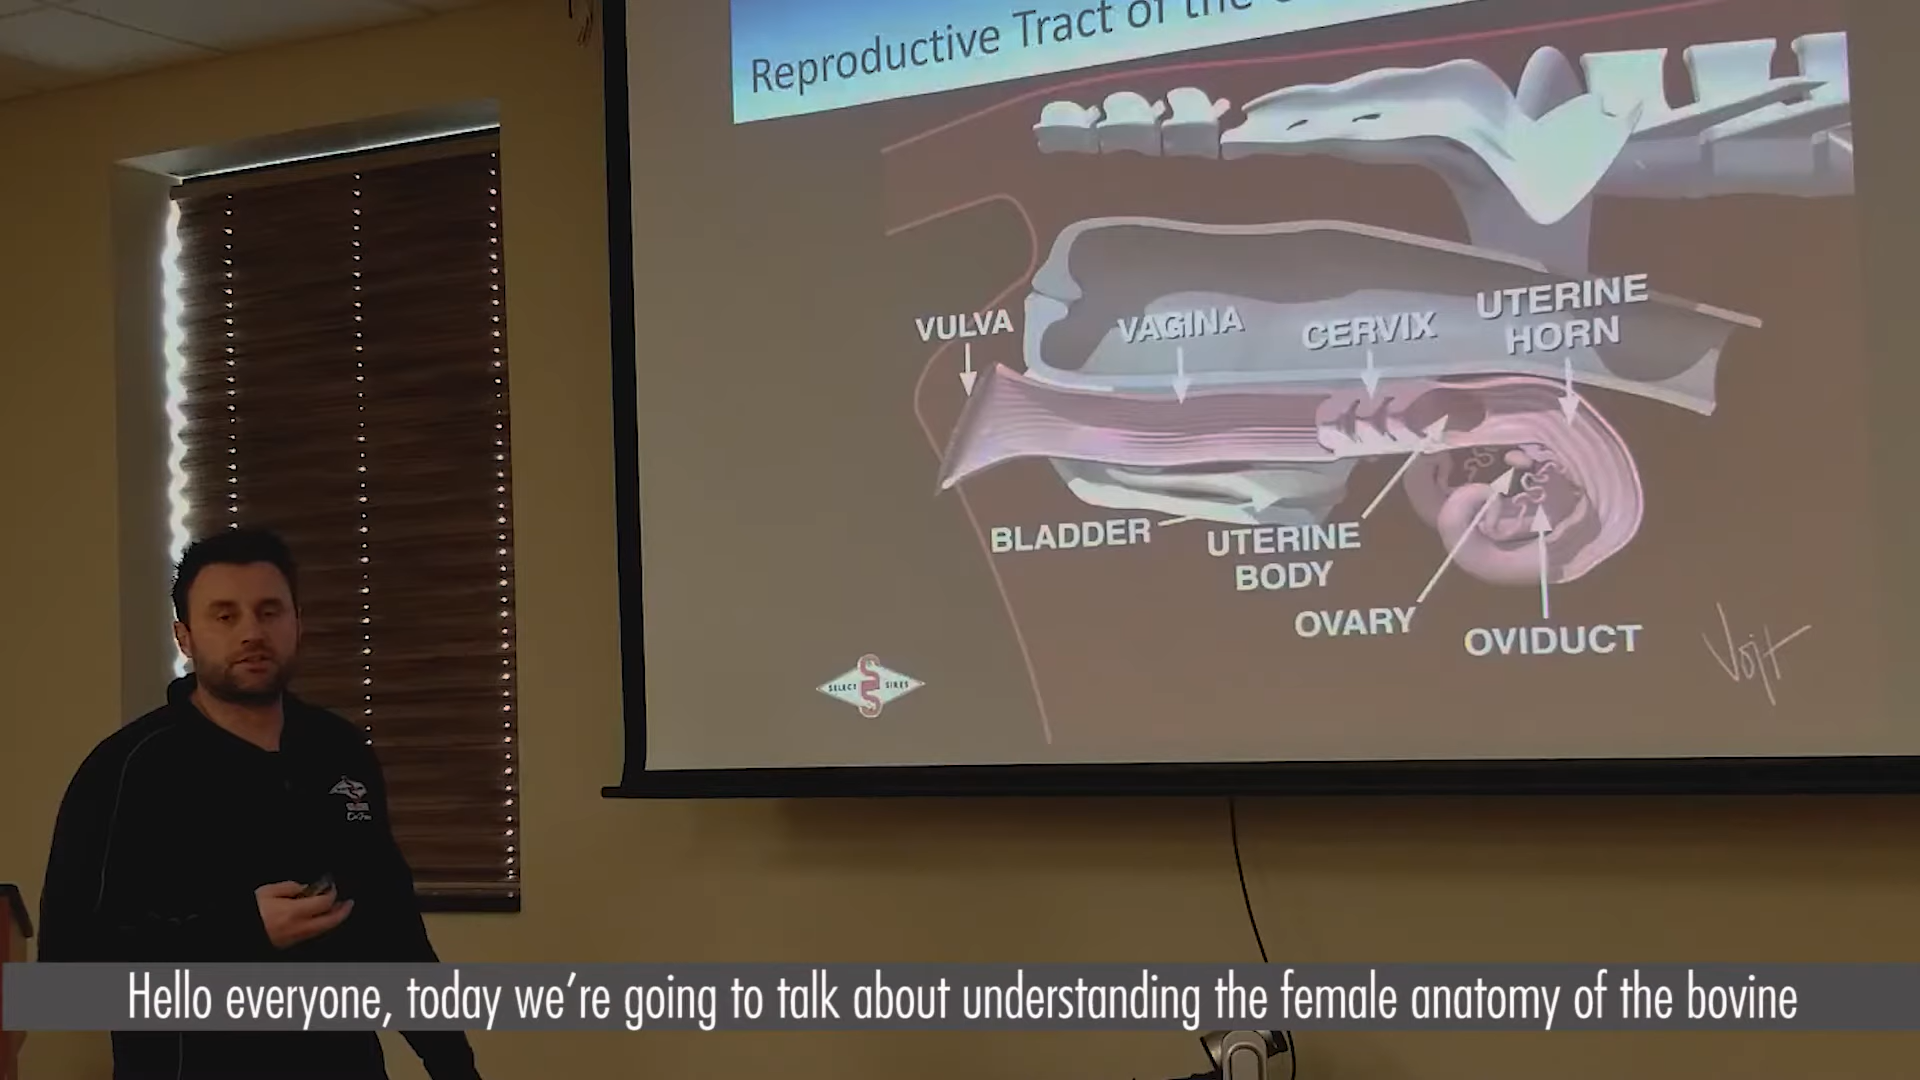 Reproductive Tract of the
VULVA
VAGINA
CERVIX
UTERINE
HORN
BLADDER
UTERINE
BODY
OVARY
OVIDUCT
SELECT SIRES
Vojt
Hello everyone, today we're going to talk about understanding the female anatomy of the bovine